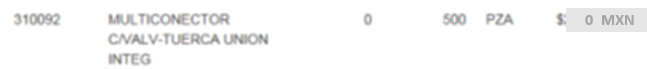 310092 MULTICONECTOR 0 500 PZA $ 0 MXN
C/VALV-TUERCA UNION
INTEG